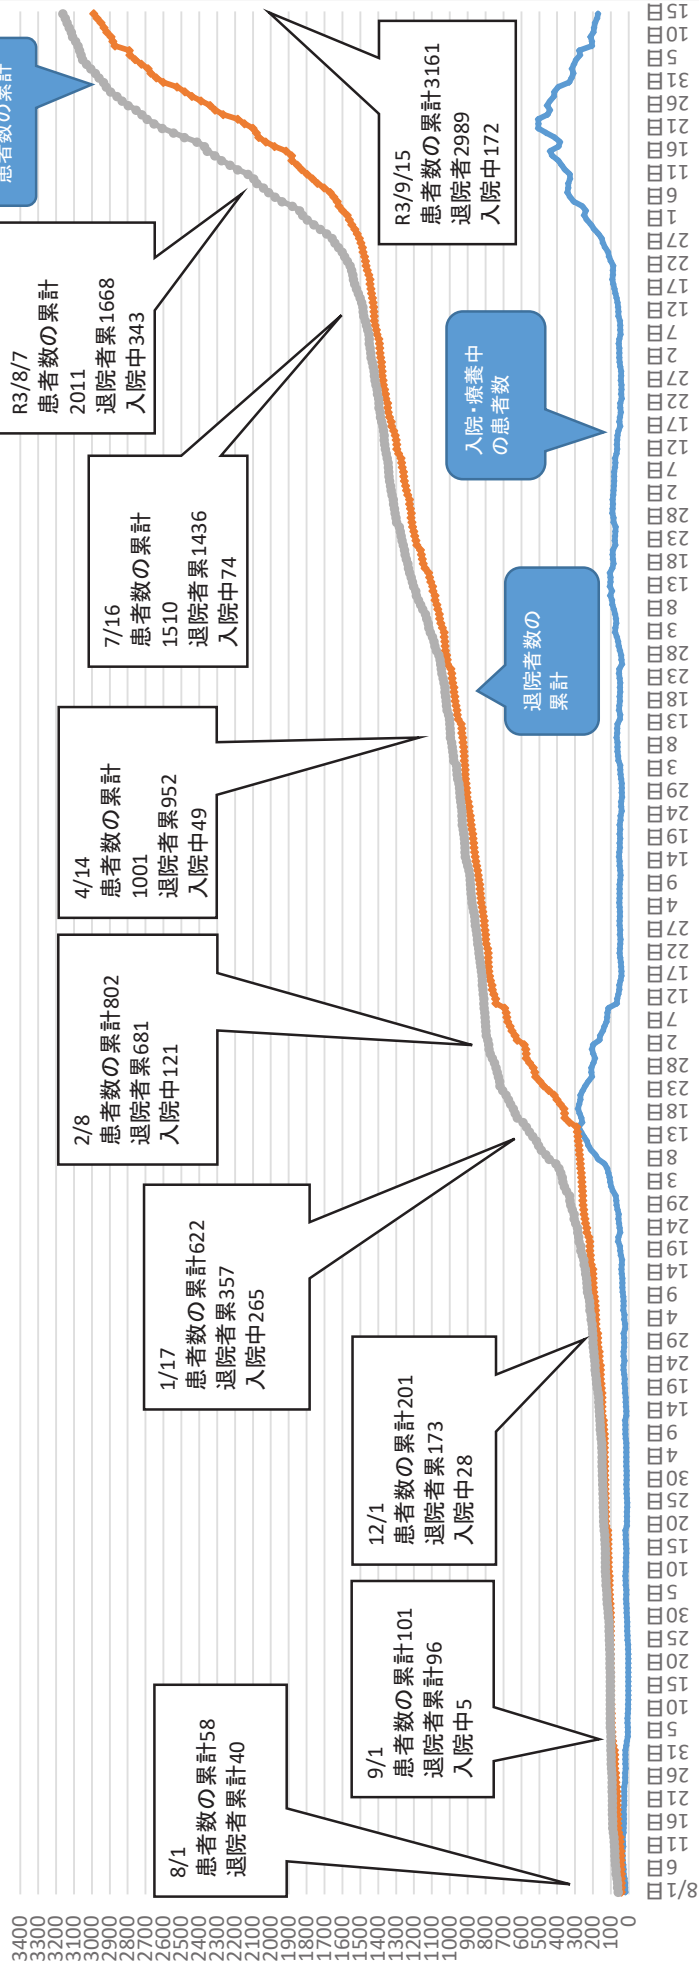 患者数の累計
R3/8/7
患者数の累計
2011
退院者累1668
入院中343
7/16
患者数の累計
1510
退院者累1436
入院中74
4/14
患者数の累計
1001
退院者累952
入院中49
2/8
患者数の累計802
退院者累681
入院中121
1/17
患者数の累計622
退院者累357
入院中265
8/1
患者数の累計58
退院者累計40
12/1
患者数の累計201
退院者累173
入院中28
9/1
患者数の累計101
退院者累計96
入院中5
R3/9/15
患者数の累計3161
退院者2989
入院中172
入院・療養中
の患者数
退院者数の
累計
3400
3300
3200
3100
3000
2900
2800
2700
2600
2500
2400
2300
2200
2100
2000
1900
1800
1700
1600
1500
1400
1300
1200
1100
1000
900
800
700
600
500
400
300
200
100
0
8/1日
6日
11日
16日
21日
26日
31日
5日
10日
15日
20日
25日
30日
5日
10日
15日
20日
25日
30日
4日
9日
14日
19日
24日
29日
4日
9日
14日
19日
24日
29日
3日
8日
13日
18日
23日
28日
2日
7日
12日
17日
22日
27日
4日
9日
14日
19日
24日
29日
3日
8日
13日
18日
23日
28日
3日
8日
13日
18日
23日
28日
2日
7日
12日
17日
22日
27日
2日
7日
12日
17日
22日
27日
1日
6日
11日
16日
21日
26日
31日
5日
10日
15日